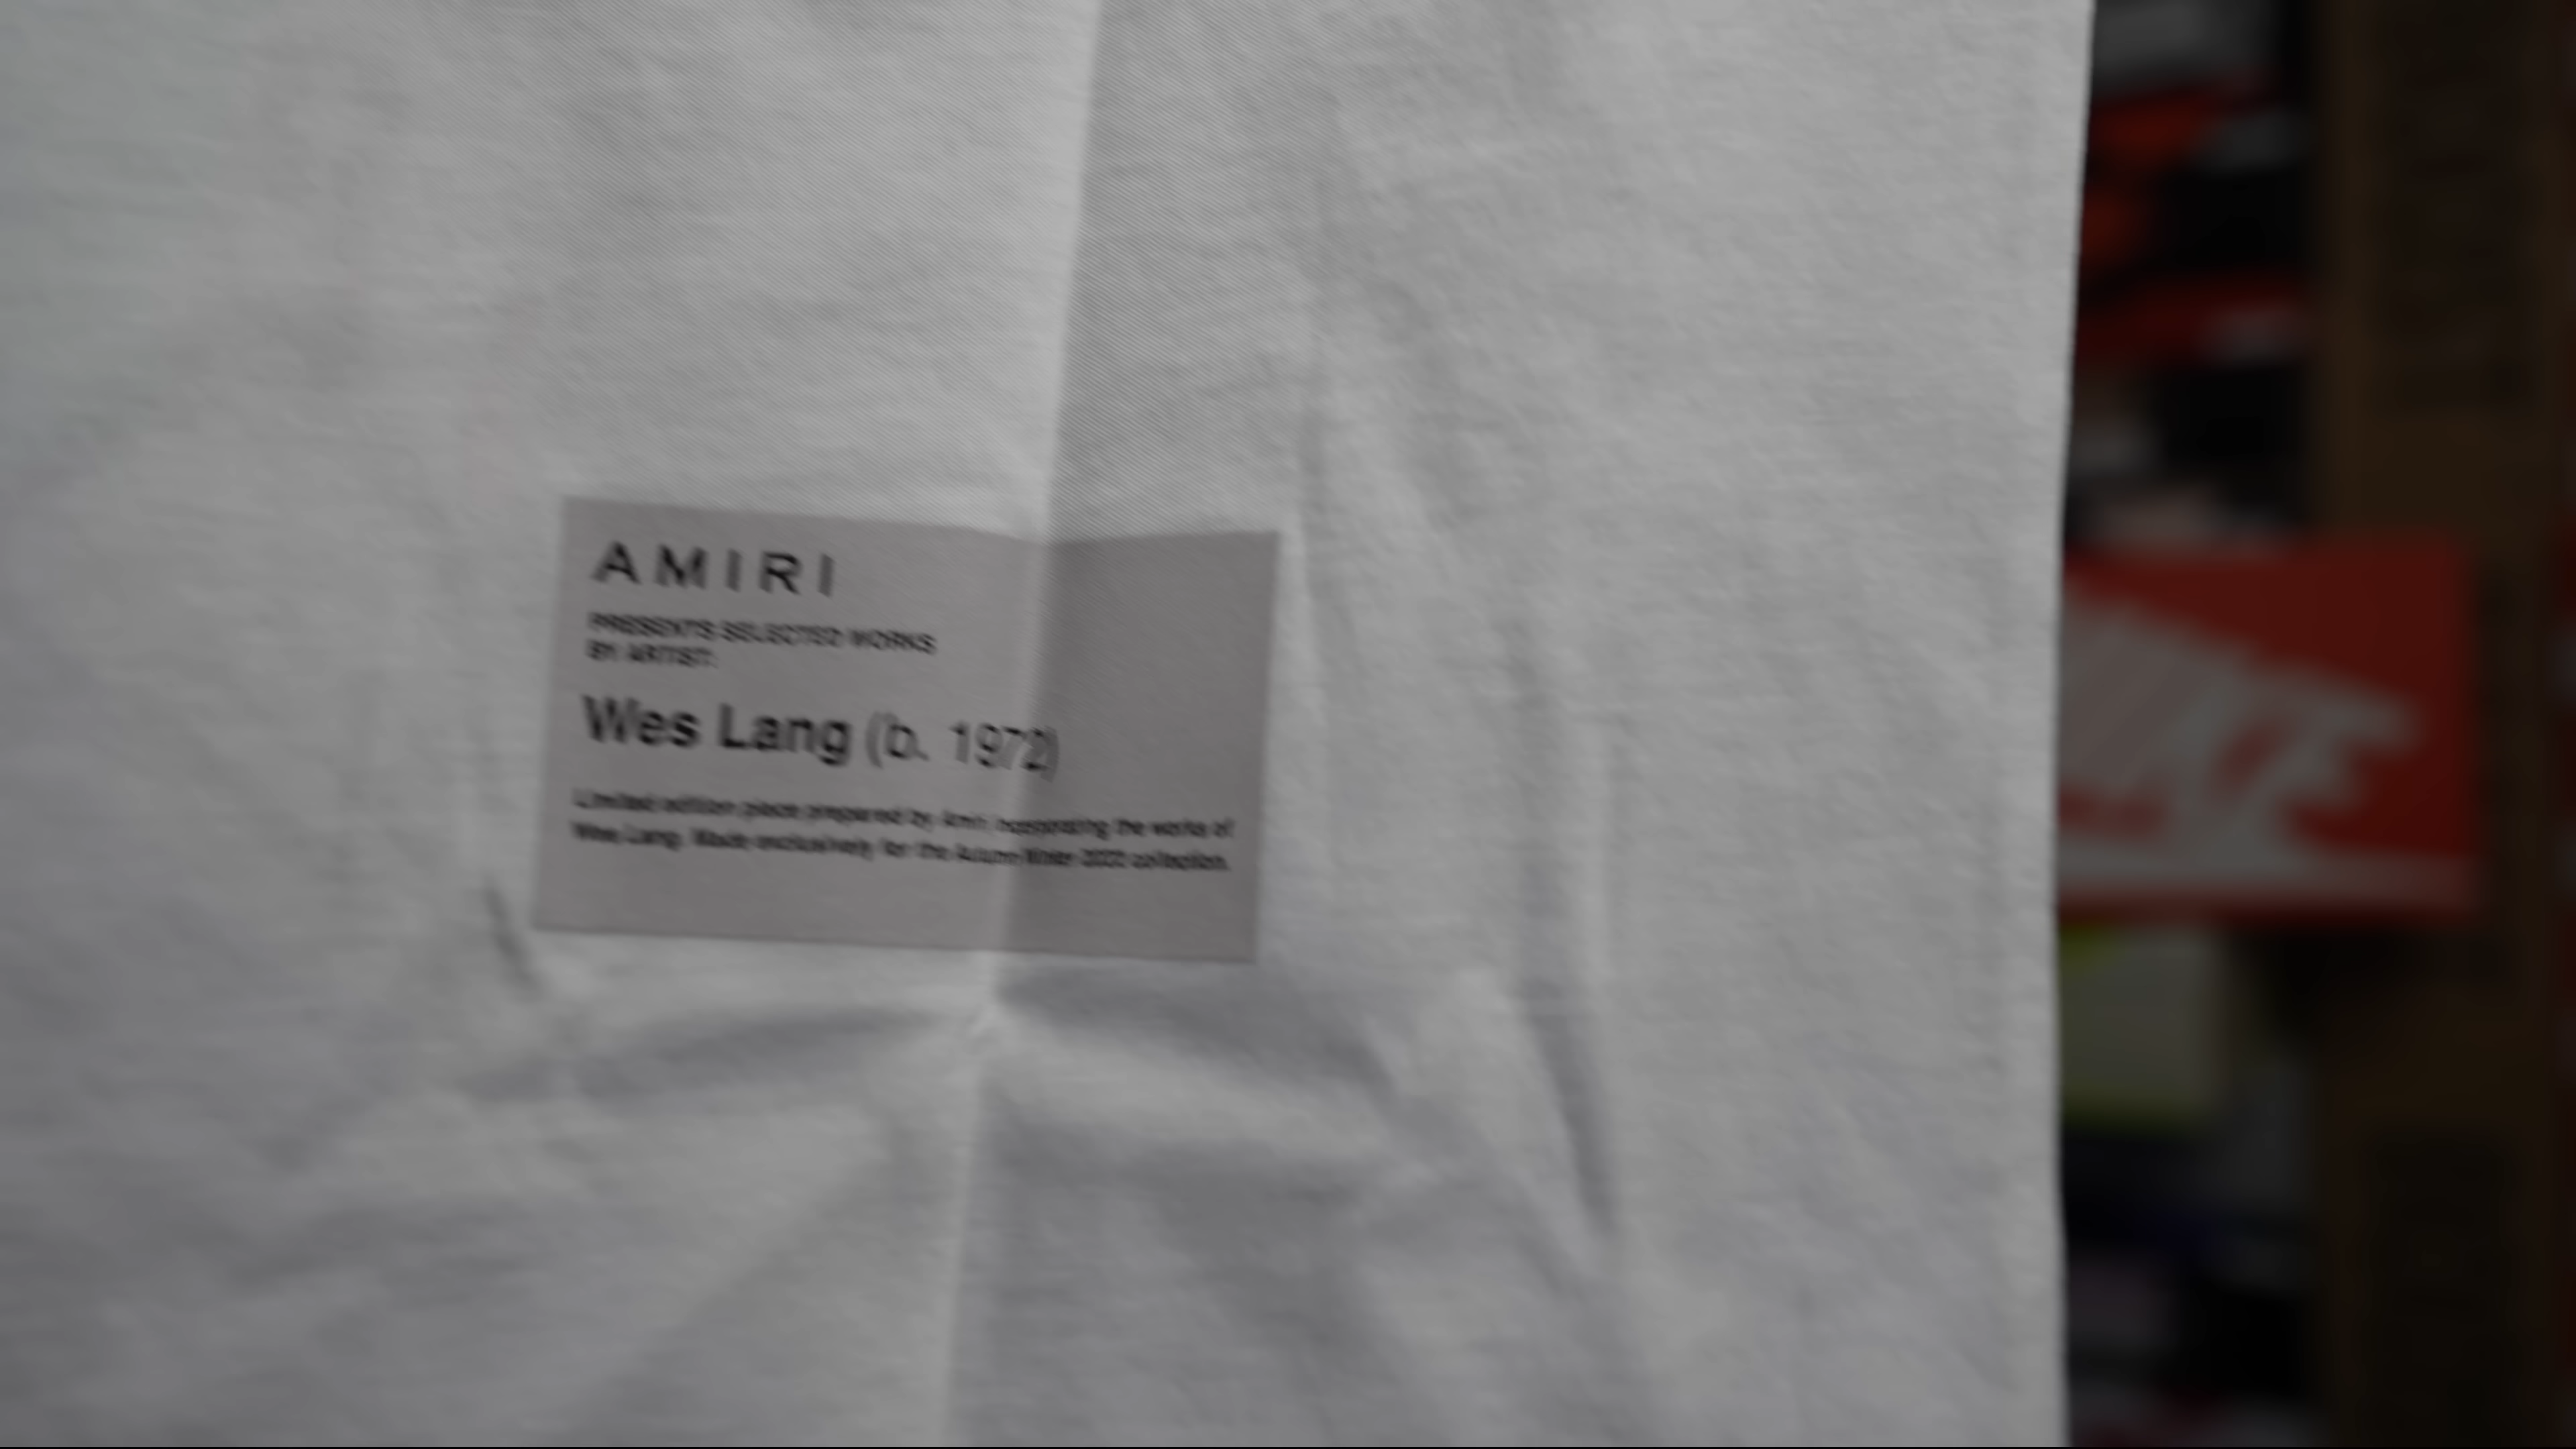 AMIRI
PRESENTS SELECTED WORKS
BY ARTIST:
Wes Lang (b. 1972)
Limited edition piece prepared by Amiri incorporating the works of
Wes Lang. Made exclusively for the Autumn Winter 2022 collection.
NIKE